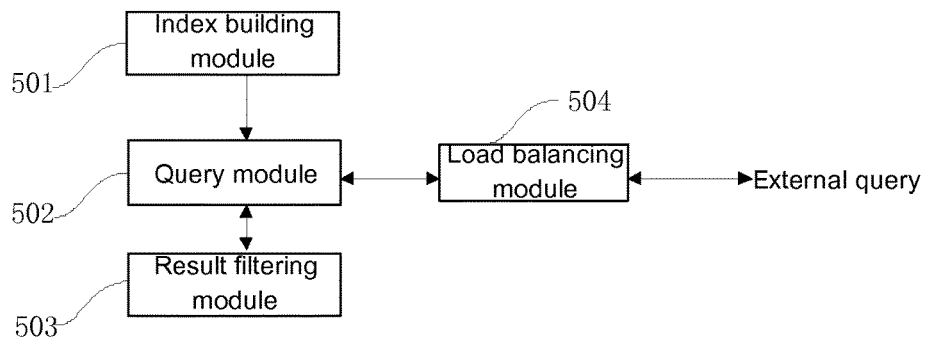 Index building
module
501
504
Query module
Load balancing
module
External query
502
Result filtering
module
503